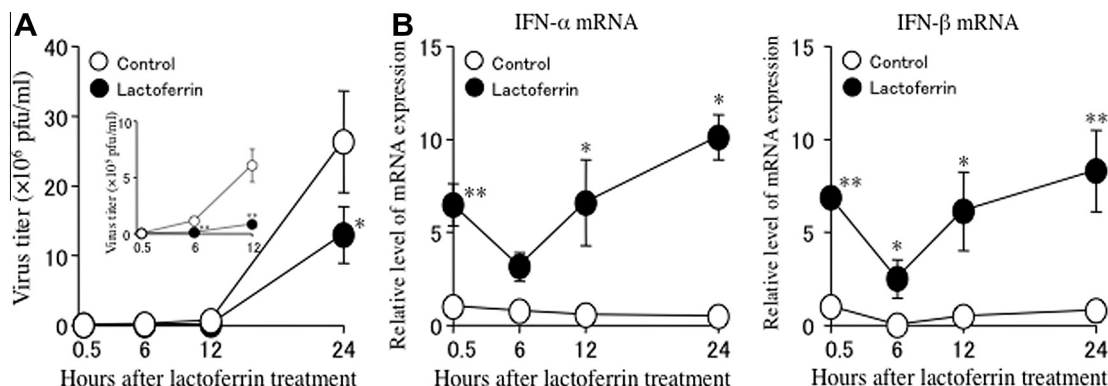 A
Virus titer (×10⁶ pfu/ml)
40
30
20
10
0
Control
Lactoferrin
Virus titer (×10⁵ pfu/ml)
10
5
0
0.5 6 12
**
**
*
0.5 6 12 24
Hours after lactoferrin treatment
B
IFN-α mRNA
Relative level of mRNA expression
15
10
5
0
Control
Lactoferrin
**
*
*
0.5 6 12 24
Hours after lactoferrin treatment
IFN-β mRNA
Relative level of mRNA expression
15
10
5
0
Control
Lactoferrin
**
*
*
**
0.5 6 12 24
Hours after lactoferrin treatment